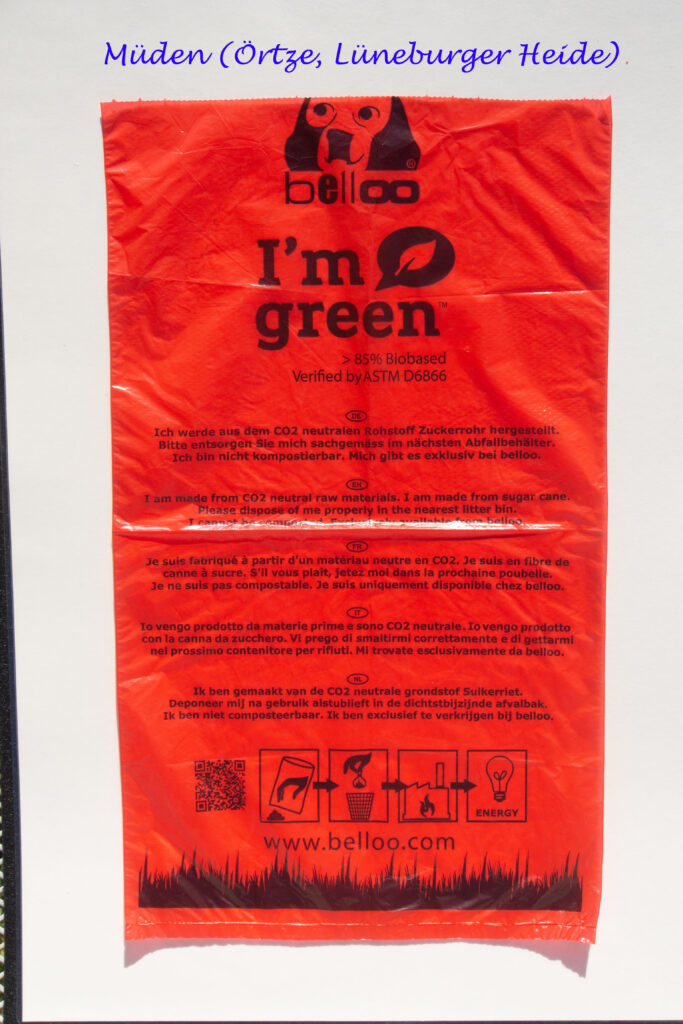 Müden (Örtze, Lüneburger Heide)
belloo®
I'm
green™
> 85% Biobased
Verified by ASTM D6866
DE
Ich werde aus dem CO2 neutralen Rohstoff Zuckerrohr hergestellt.
Bitte entsorgen Sie mich sachgemäss im nächsten Abfallbehälter.
Ich bin nicht kompostierbar. Mich gibt es exklusiv bei belloo.
EN
I am made from CO2 neutral raw materials. I am made from sugar cane.
Please dispose of me properly in the nearest litter bin.
I cannot be composted. Exclusively available from belloo.
FR
Je suis fabriqué à partir d'un matériau neutre en CO2. Je suis en fibre de
canne à sucre. S'il vous plaît, jetez moi dans la prochaine poubelle.
Je ne suis pas compostable. Je suis uniquement disponible chez belloo.
IT
Io vengo prodotto da materie prime e sono CO2 neutrale. Io vengo prodotto
con la canna da zucchero. Vi prego di smaltirmi correttamente e di gettarmi
nel prossimo contenitore per rifiuti. Mi trovate esclusivamente da belloo.
NL
Ik ben gemaakt van de CO2 neutrale grondstof Suikerriet.
Deponeer mij na gebruik alstublieft in de dichtstbijzijnde afvalbak.
Ik ben niet composteerbaar. Ik ben exclusief te verkrijgen bij belloo.
ENERGY
www.belloo.com